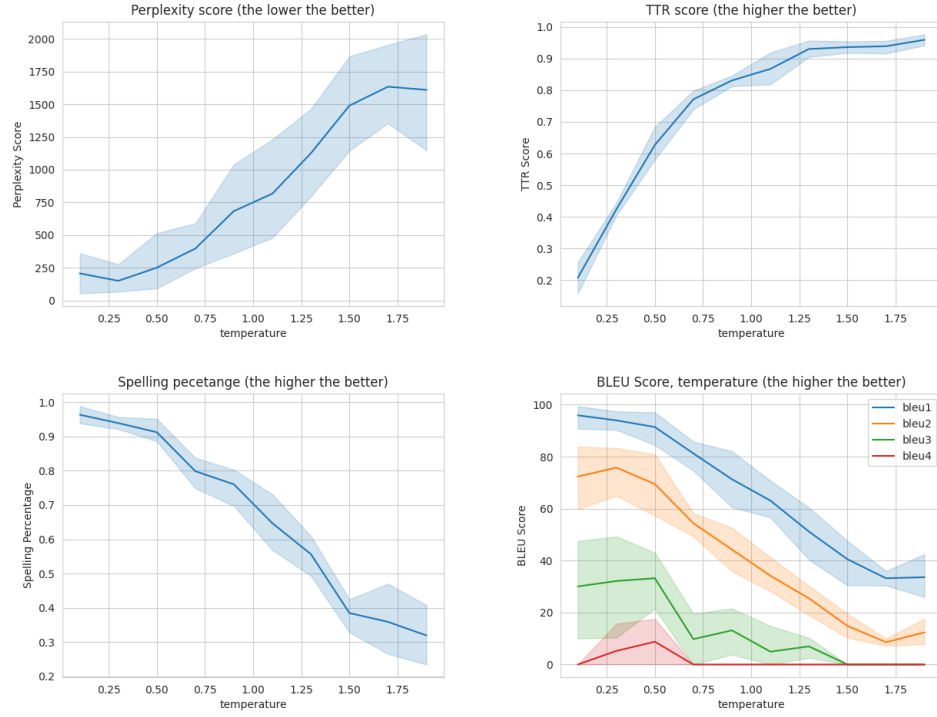 Perplexity score (the lower the better)
2000
1750
1500
1250
1000
750
500
250
0
Perplexity Score
0.25 0.50 0.75 1.00 1.25 1.50 1.75
temperature
TTR score (the higher the better)
1.0
0.9
0.8
0.7
0.6
0.5
0.4
0.3
0.2
TTR Score
0.25 0.50 0.75 1.00 1.25 1.50 1.75
temperature
Spelling pecetange (the higher the better)
1.0
0.9
0.8
0.7
0.6
0.5
0.4
0.3
0.2
Spelling Percentage
0.25 0.50 0.75 1.00 1.25 1.50 1.75
temperature
BLEU Score, temperature (the higher the better)
100
80
60
40
20
0
BLEU Score
bleu1
bleu2
bleu3
bleu4
0.25 0.50 0.75 1.00 1.25 1.50 1.75
temperature